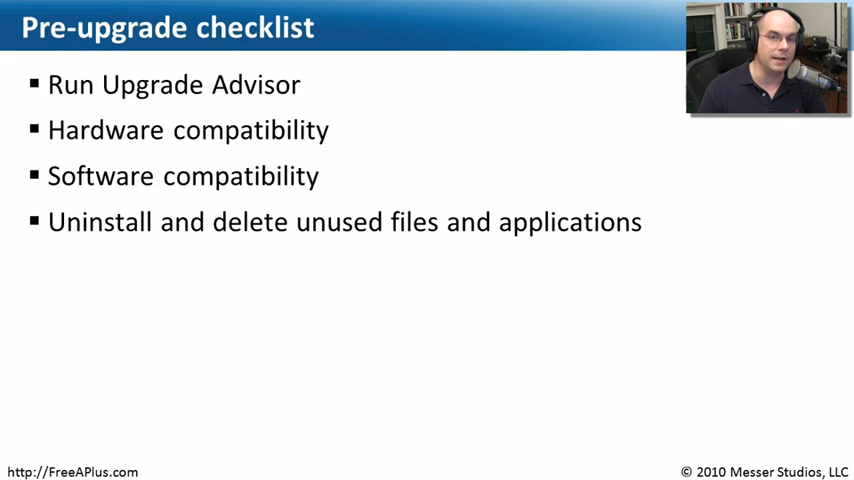 Pre-upgrade checklist
▪ Run Upgrade Advisor
▪ Hardware compatibility
▪ Software compatibility
▪ Uninstall and delete unused files and applications
http://FreeAPlus.com
© 2010 Messer Studios, LLC